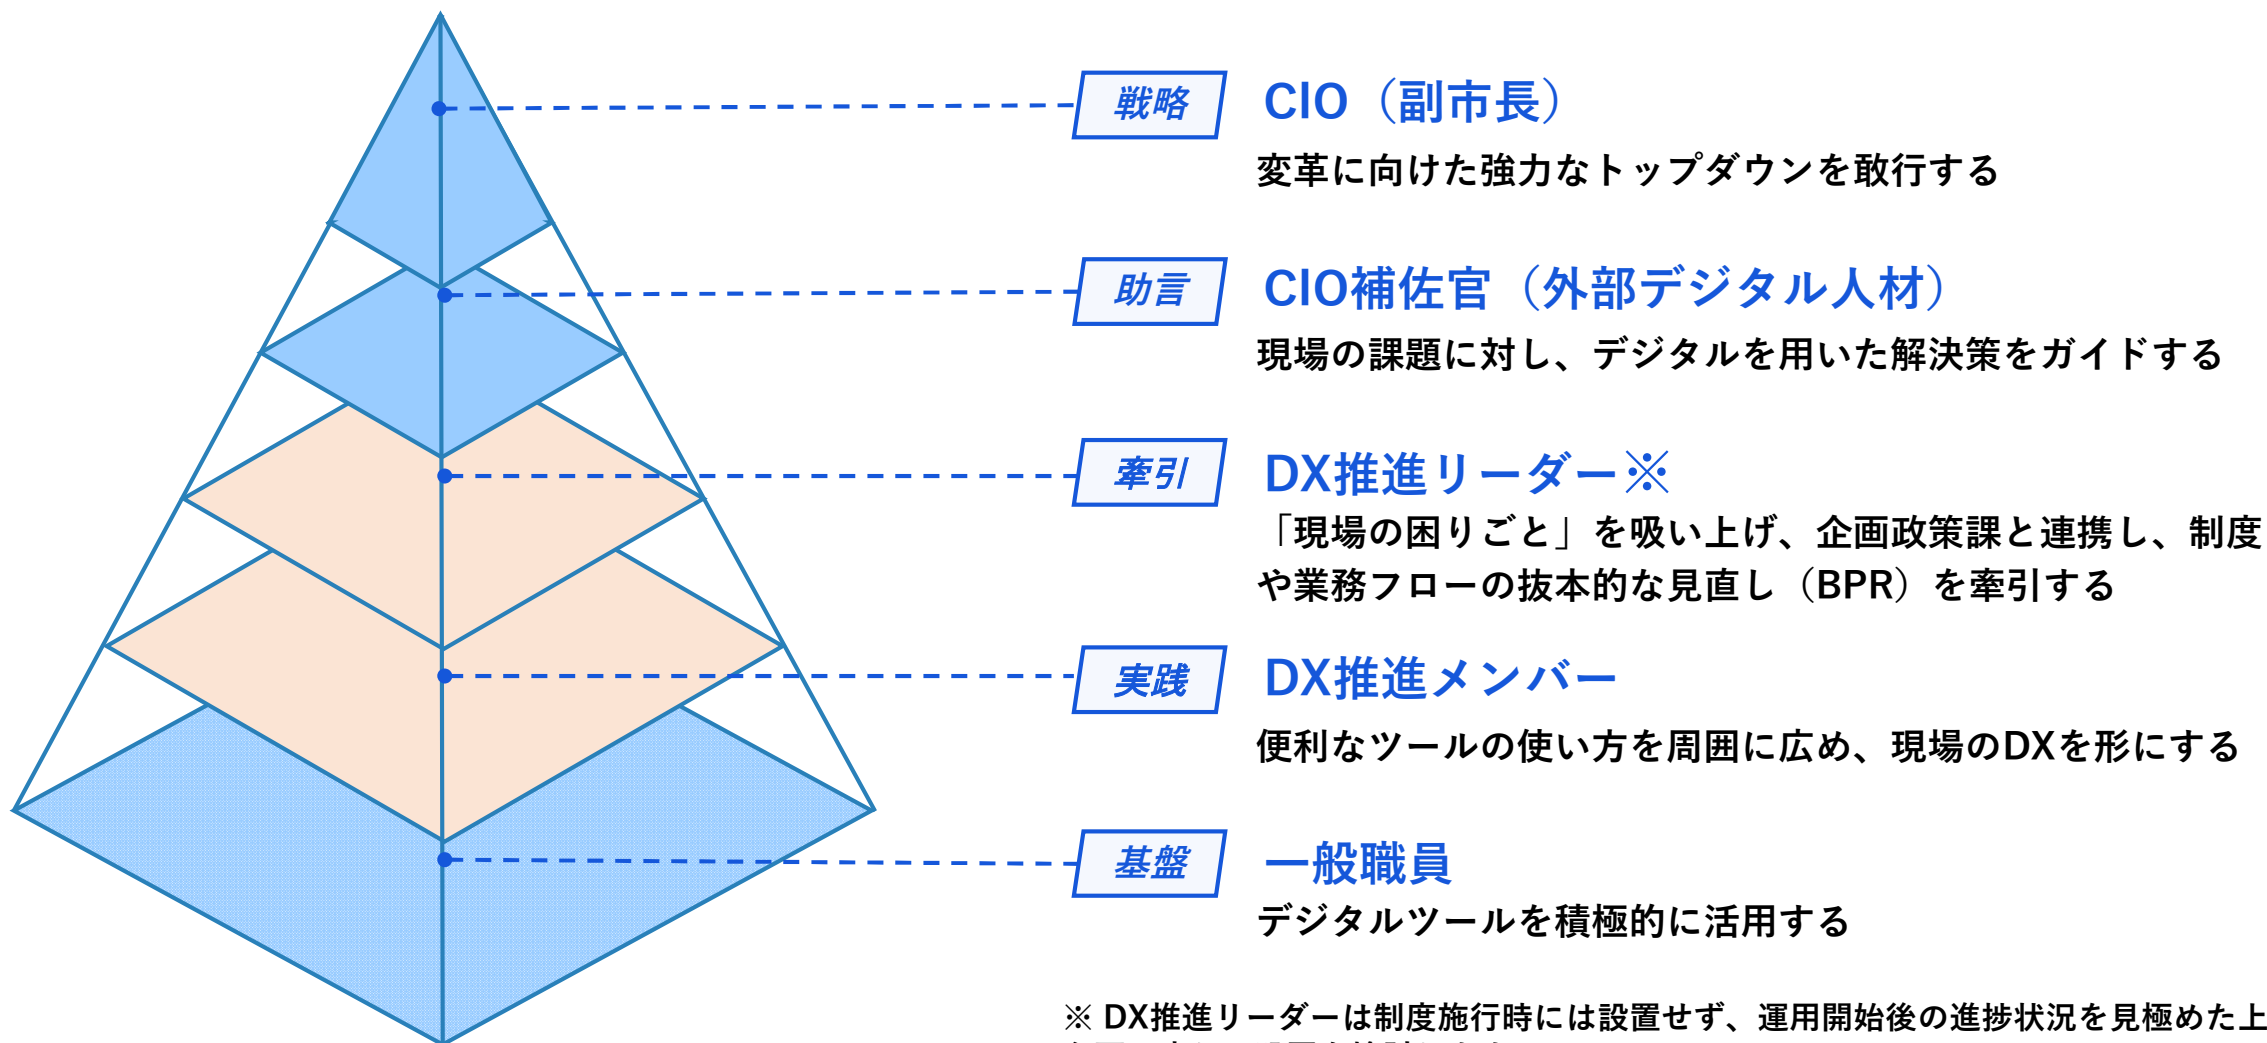 戦略
CIO（副市長）
変革に向けた強力なトップダウンを敢行する
助言
CIO補佐官（外部デジタル人材）
現場の課題に対し、デジタルを用いた解決策をガイドする
牽引
DX推進リーダー※
「現場の困りごと」を吸い上げ、企画政策課と連携し、制度
や業務フローの抜本的な見直し（BPR）を牽引する
実践
DX推進メンバー
便利なツールの使い方を周囲に広め、現場のDXを形にする
基盤
一般職員
デジタルツールを積極的に活用する
※ DX推進リーダーは制度施行時には設置せず、運用開始後の進捗状況を見極めた上